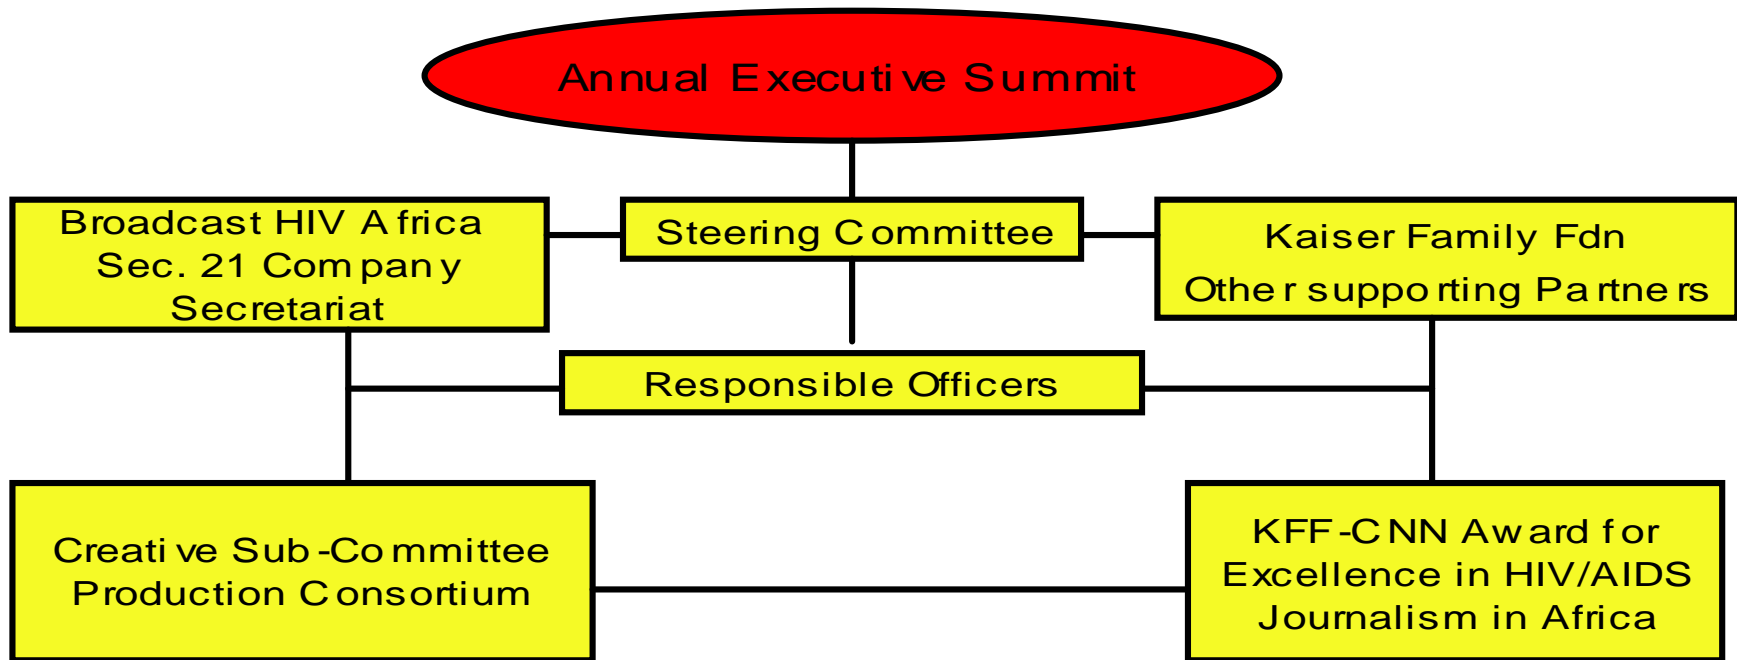 Annual Executive Summit
Broadcast HIV Africa
Sec. 21 Company
Secretariat
Steering Committee
Kaiser Family Fdn
Other supporting Partners
Responsible Officers
Creative Sub-Committee
Production Consortium
KFF-CNN Award for
Excellence in HIV/AIDS
Journalism in Africa